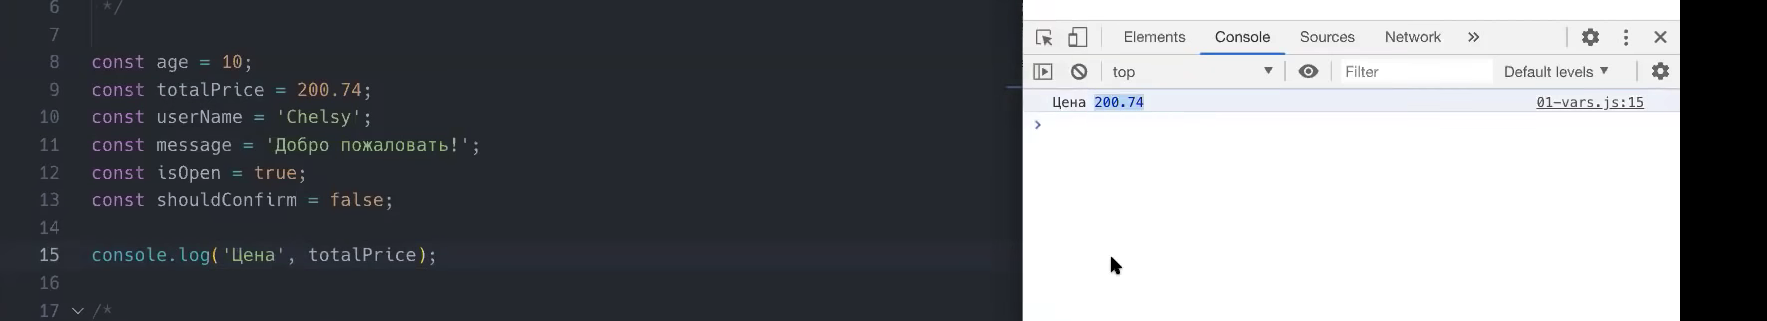 6 */
7
8 const age = 10;
9 const totalPrice = 200.74;
10 const userName = 'Chelsy';
11 const message = 'Добро пожаловать!';
12 const isOpen = true;
13 const shouldConfirm = false;
14
15 console.log('Цена', totalPrice);
16
17 /*
Elements Console Sources Network »
top Filter Default levels
Цена 200.74 01-vars.js:15
>